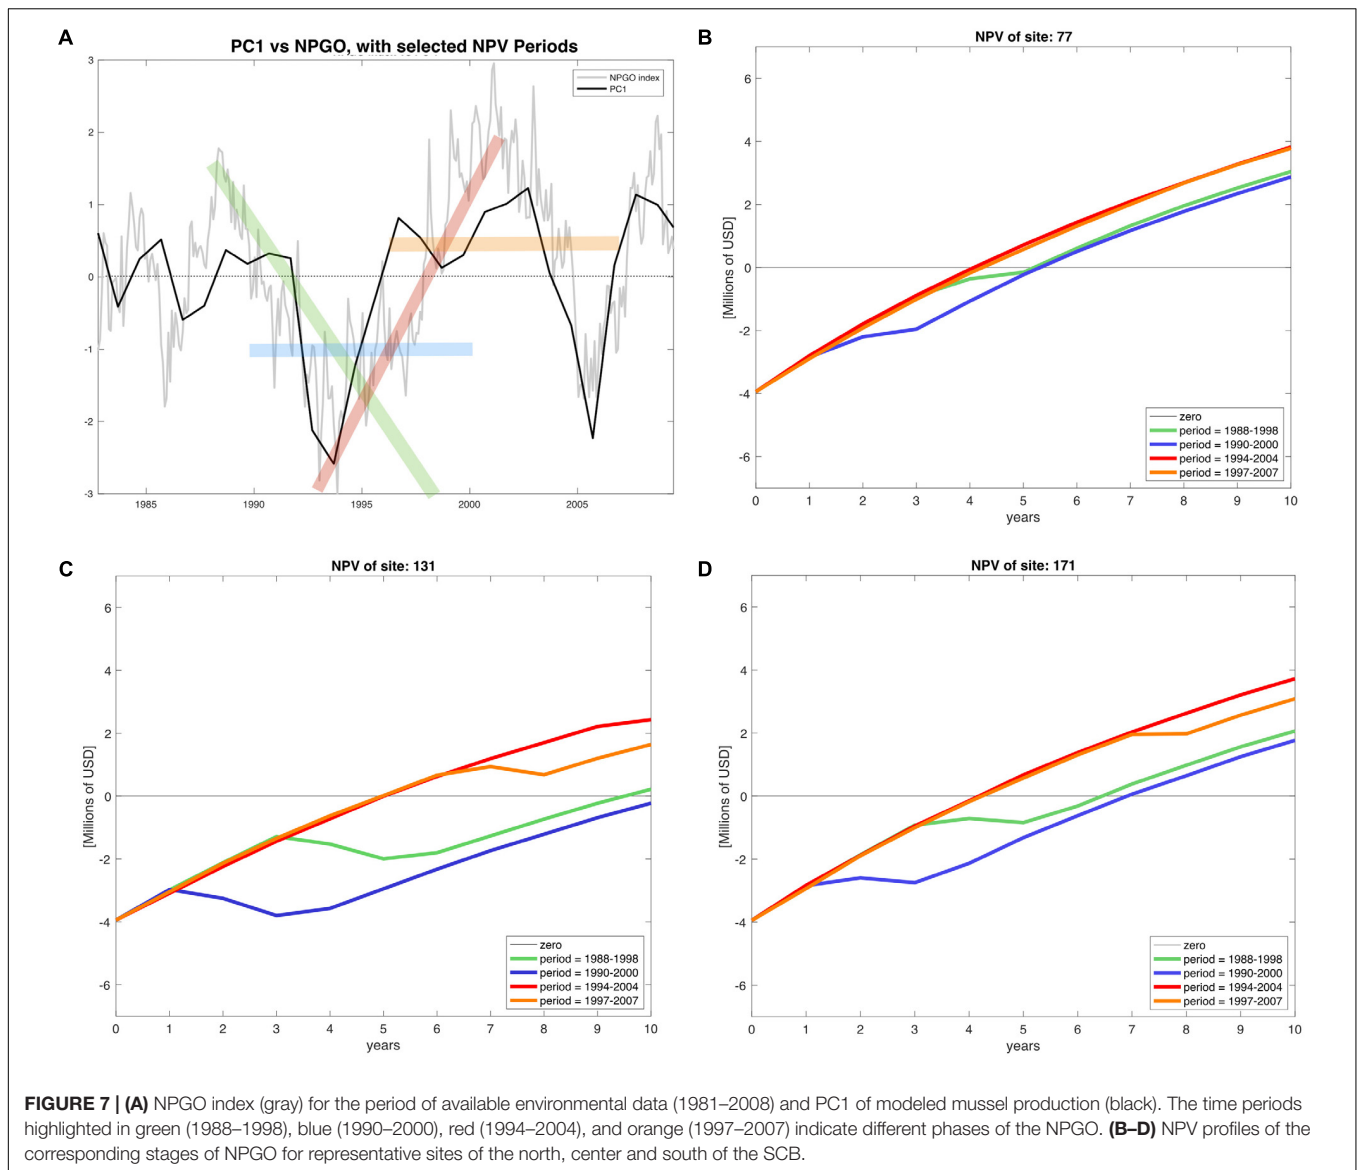 A
PC1 vs NPGO, with selected NPV Periods
NPGO index
PC1
3
2
1
0
-1
-2
-3
1985
1990
1995
2000
2005
B
NPV of site: 77
[Millions of USD]
6
4
2
0
-2
-4
-6
zero
period = 1988-1998
period = 1990-2000
period = 1994-2004
period = 1997-2007
0 1 2 3 4 5 6 7 8 9 10
years
C
NPV of site: 131
[Millions of USD]
6
4
2
0
-2
-4
-6
zero
period = 1988-1998
period = 1990-2000
period = 1994-2004
period = 1997-2007
0 1 2 3 4 5 6 7 8 9 10
years
D
NPV of site: 171
[Millions of USD]
6
4
2
0
-2
-4
-6
zero
period = 1988-1998
period = 1990-2000
period = 1994-2004
period = 1997-2007
0 1 2 3 4 5 6 7 8 9 10
years
FIGURE 7 | (A) NPGO index (gray) for the period of available environmental data (1981–2008) and PC1 of modeled mussel production (black). The time periods
highlighted in green (1988–1998), blue (1990–2000), red (1994–2004), and orange (1997–2007) indicate different phases of the NPGO. (B–D) NPV profiles of the
corresponding stages of NPGO for representative sites of the north, center and south of the SCB.